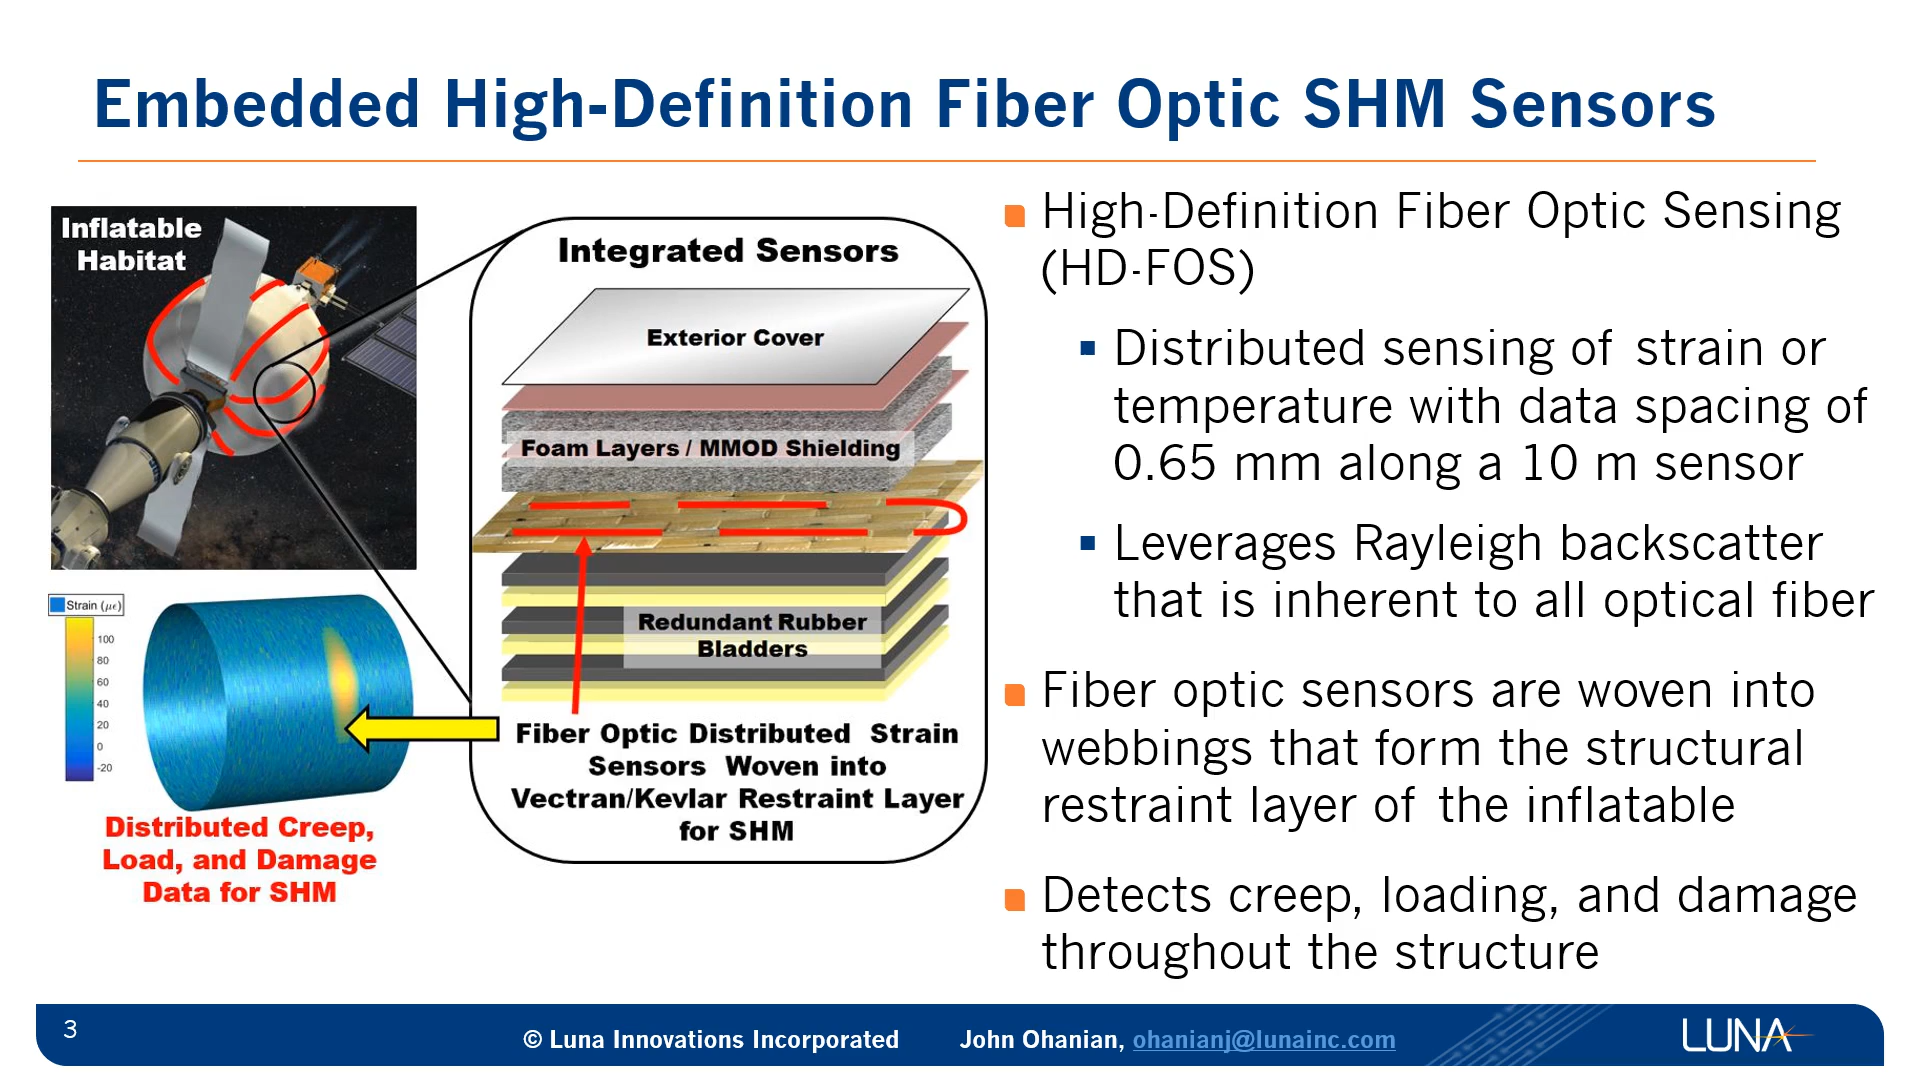 Embedded High-Definition Fiber Optic SHM Sensors
Inflatable
Habitat
Integrated Sensors
Exterior Cover
Foam Layers / MMOD Shielding
Redundant Rubber
Bladders
Fiber Optic Distributed Strain
Sensors Woven into
Vectran/Kevlar Restraint Layer
for SHM
Strain (με)
100
80
60
40
20
0
-20
Distributed Creep,
Load, and Damage
Data for SHM
High-Definition Fiber Optic Sensing
(HD-FOS)
Distributed sensing of strain or
temperature with data spacing of
0.65 mm along a 10 m sensor
Leverages Rayleigh backscatter
that is inherent to all optical fiber
Fiber optic sensors are woven into
webbings that form the structural
restraint layer of the inflatable
Detects creep, loading, and damage
throughout the structure
3
© Luna Innovations Incorporated
John Ohanian, ohanianj@lunainc.com
LUNA